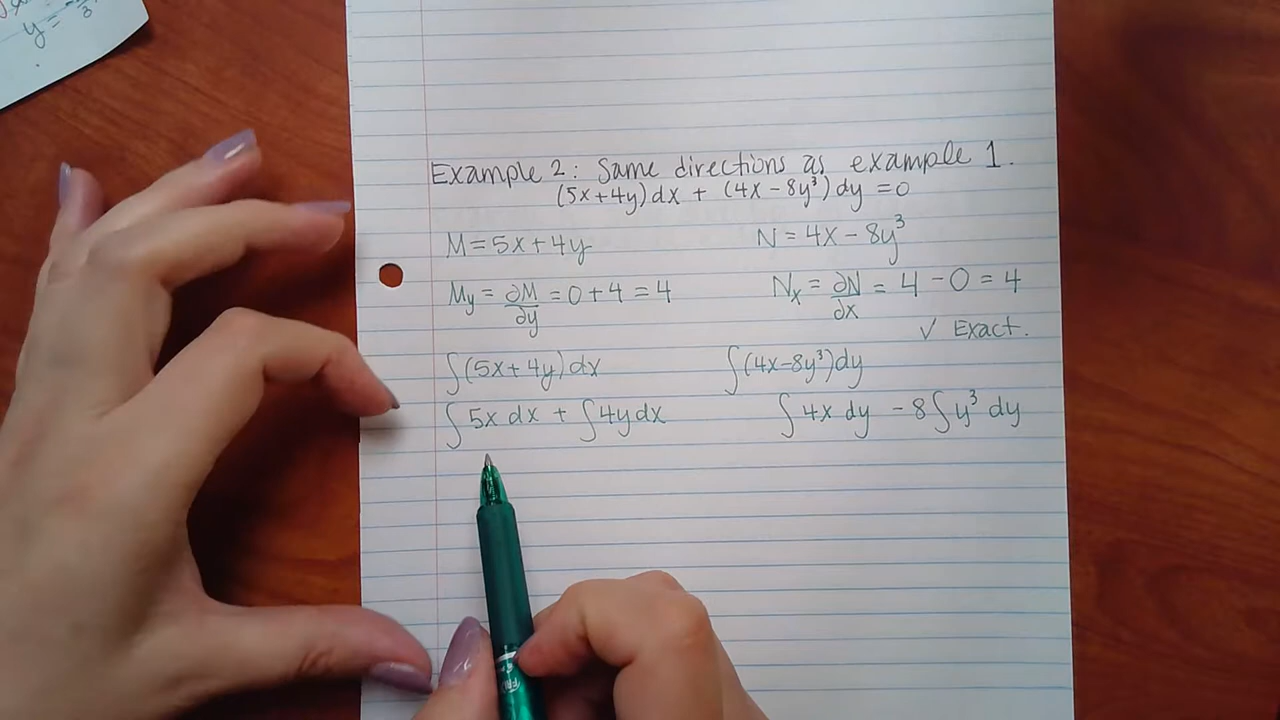 y = -
3
Example 2: Same directions as example 1.
(5x+4y)dx + (4x-8y³)dy = 0
M = 5x + 4y
N = 4x - 8y³
My = ∂M/∂y = 0 + 4 = 4
Nx = ∂N/∂x = 4 - 0 = 4
✓ Exact.
∫(5x+4y)dx
∫(4x-8y³)dy
∫5x dx + ∫4y dx
∫4x dy - 8∫y³ dy